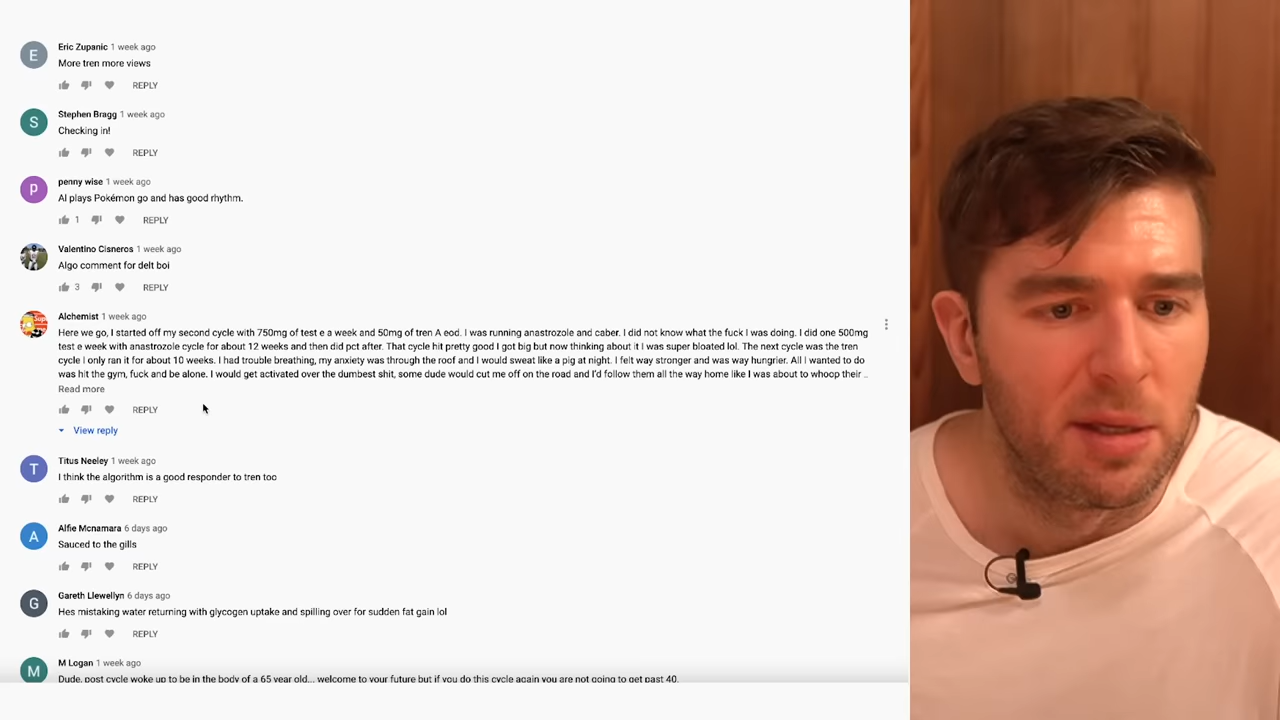 E
Eric Zupanic 1 week ago
More tren more views
REPLY
S
Stephen Bragg 1 week ago
Checking in!
REPLY
p
penny wise 1 week ago
Al plays Pokémon go and has good rhythm.
1 REPLY
Valentino Cisneros 1 week ago
Algo comment for delt boi
3 REPLY
Alchemist 1 week ago
Here we go, I started off my second cycle with 750mg of test e a week and 50mg of tren A eod. I was running anastrozole and caber. I did not know what the fuck I was doing. I did one 500mg
test e week with anastrozole cycle for about 12 weeks and then did pct after. That cycle hit pretty good I got big but now thinking about it I was super bloated lol. The next cycle was the tren
cycle I only ran it for about 10 weeks. I had trouble breathing, my anxiety was through the roof and I would sweat like a pig at night. I felt way stronger and was way hungrier. All I wanted to do
was hit the gym, fuck and be alone. I would get activated over the dumbest shit, some dude would cut me off on the road and I'd follow them all the way home like I was about to whoop their ...
Read more
REPLY
View reply
T
Titus Neeley 1 week ago
I think the algorithm is a good responder to tren too
REPLY
A
Alfie Mcnamara 6 days ago
Sauced to the gills
REPLY
G
Gareth Llewellyn 6 days ago
Hes mistaking water returning with glycogen uptake and spilling over for sudden fat gain lol
REPLY
M
M Logan 1 week ago
Dude, post cycle woke up to be in the body of a 65 year old... welcome to your future but if you do this cycle again you are not going to get past 40.